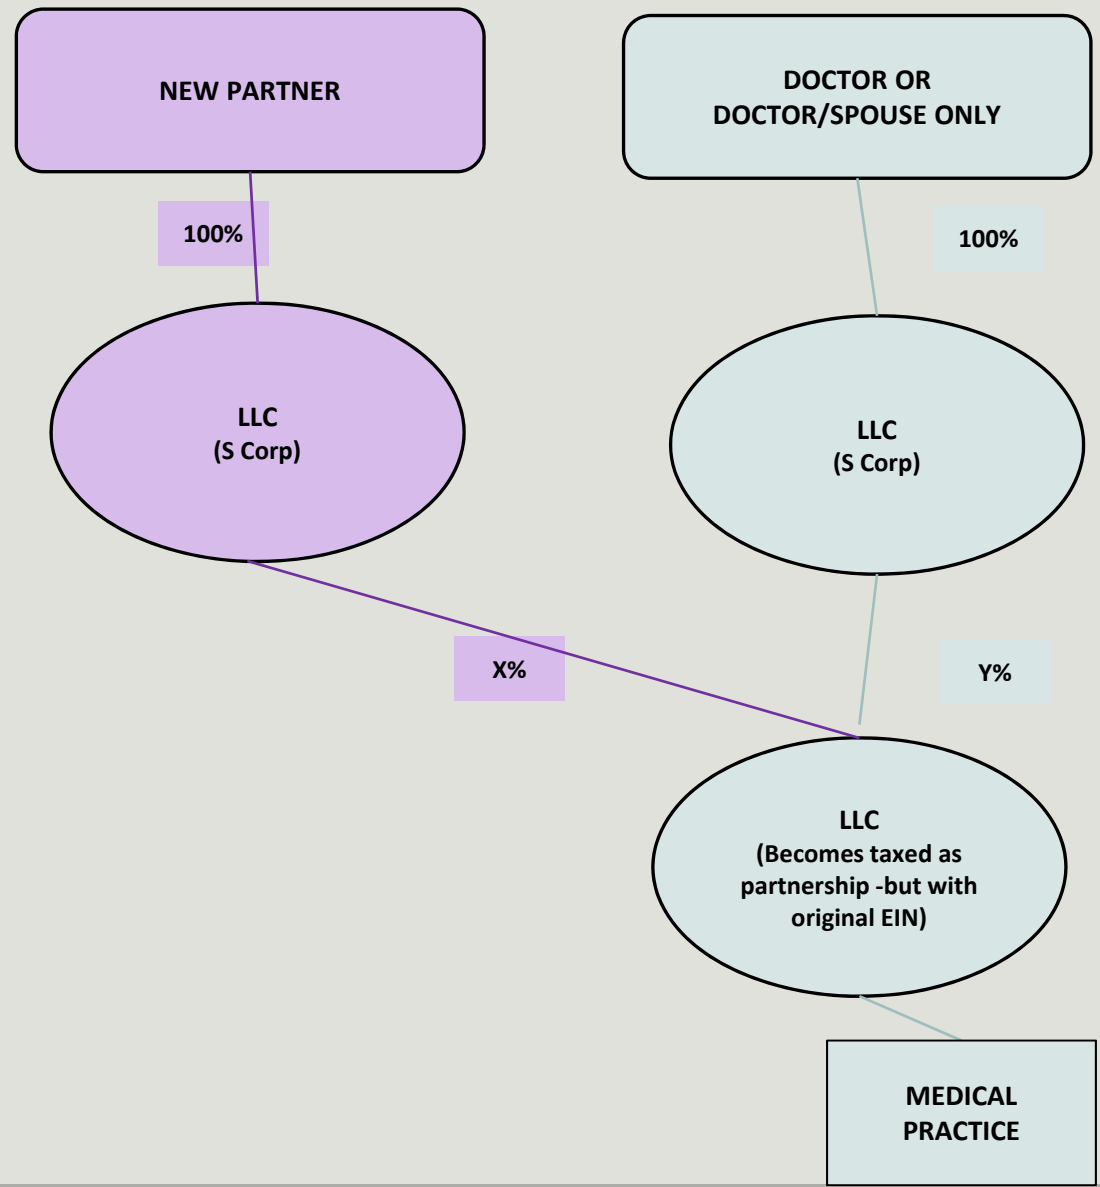 NEW PARTNER
DOCTOR OR
DOCTOR/SPOUSE ONLY
100%
100%
LLC
(S Corp)
LLC
(S Corp)
X%
Y%
LLC
(Becomes taxed as
partnership -but with
original EIN)
MEDICAL
PRACTICE